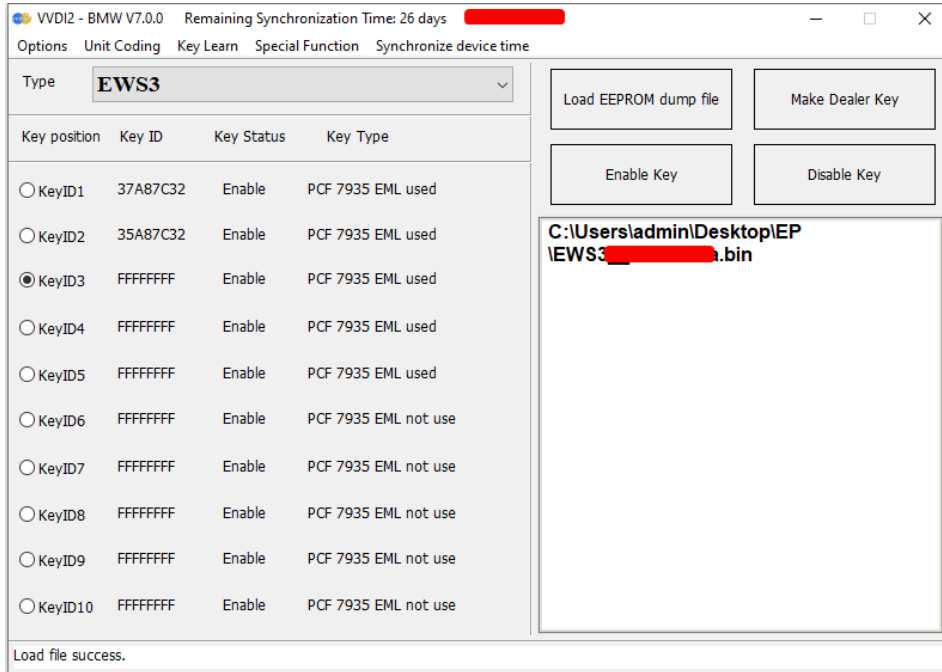 VVDI2 - BMW V7.0.0 Remaining Synchronization Time: 26 days
Options Unit Coding Key Learn Special Function Synchronize device time
Type EWS3
Load EEPROM dump file Make Dealer Key
Key position Key ID Key Status Key Type
Enable Key Disable Key
KeyID1 37A87C32 Enable PCF 7935 EML used
KeyID2 35A87C32 Enable PCF 7935 EML used
KeyID3 FFFFFFFF Enable PCF 7935 EML used
KeyID4 FFFFFFFF Enable PCF 7935 EML used
KeyID5 FFFFFFFF Enable PCF 7935 EML used
KeyID6 FFFFFFFF Enable PCF 7935 EML not use
KeyID7 FFFFFFFF Enable PCF 7935 EML not use
KeyID8 FFFFFFFF Enable PCF 7935 EML not use
KeyID9 FFFFFFFF Enable PCF 7935 EML not use
KeyID10 FFFFFFFF Enable PCF 7935 EML not use
C:\Users\admin\Desktop\EP
\EWS3 .bin
Load file success.